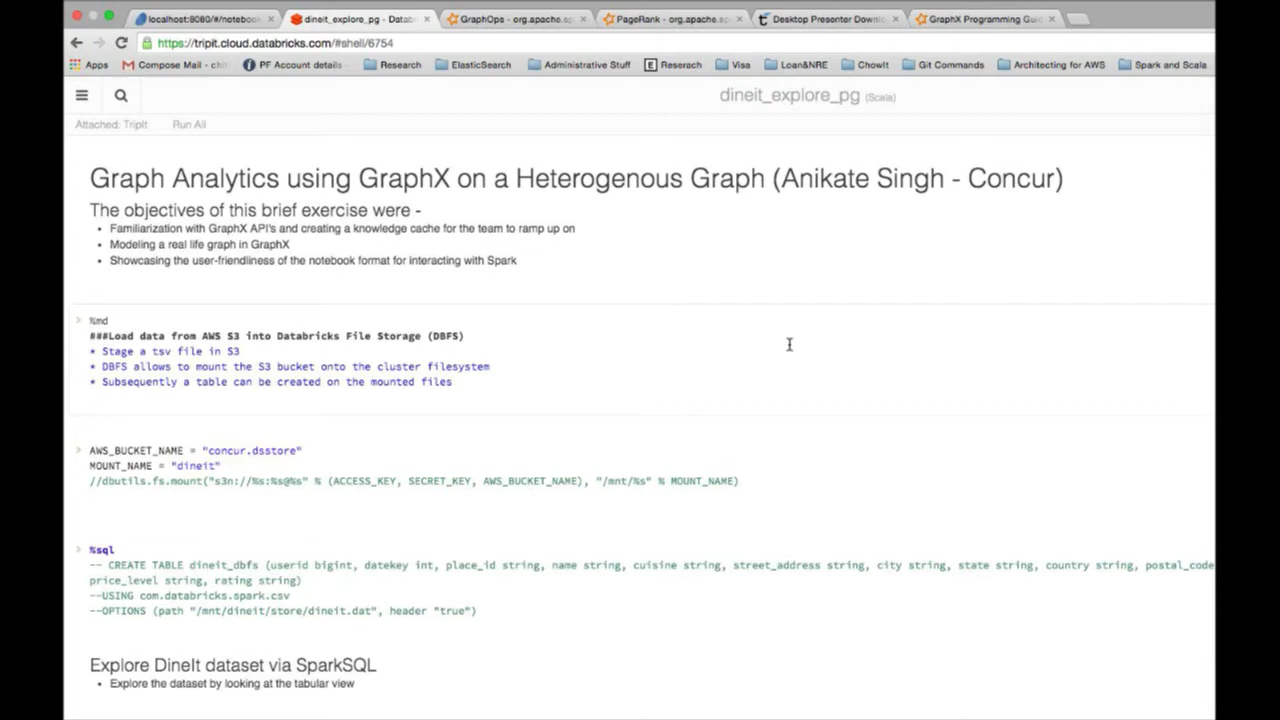 localhost:8080/#/notebook
dineit_explore_pg - Datab
GraphOps - org.apache.sp
PageRank - org.apache.s
Desktop Presenter Downlo
GraphX Programming Gui
https://tripit.cloud.databricks.com/#shell/6754
Apps
Compose Mail - ch
PF Account details
Research
ElasticSearch
Administrative Stuff
Reserach
Visa
Loan&NRE
ChowIt
Git Commands
Architecting for AWS
Spark and Scala
dineit_explore_pg (Scala)
Attached: TripIt Run All
Graph Analytics using GraphX on a Heterogenous Graph (Anikate Singh - Concur)
The objectives of this brief exercise were -
• Familiarization with GraphX API's and creating a knowledge cache for the team to ramp up on
• Modeling a real life graph in GraphX
• Showcasing the user-friendliness of the notebook format for interacting with Spark
> %md
###Load data from AWS S3 into Databricks File Storage (DBFS)
* Stage a tsv file in S3
* DBFS allows to mount the S3 bucket onto the cluster filesystem
* Subsequently a table can be created on the mounted files
> AWS_BUCKET_NAME = "concur.dsstore"
MOUNT_NAME = "dineit"
//dbutils.fs.mount("s3n://%s:%s@%s" % (ACCESS_KEY, SECRET_KEY, AWS_BUCKET_NAME), "/mnt/%s" % MOUNT_NAME)
> %sql
-- CREATE TABLE dineit_dbfs (userid bigint, datekey int, place_id string, name string, cuisine string, street_address string, city string, state string, country string, postal_code
price_level string, rating string)
--USING com.databricks.spark.csv
--OPTIONS (path "/mnt/dineit/store/dineit.dat", header "true")
Explore DineIt dataset via SparkSQL
• Explore the dataset by looking at the tabular view